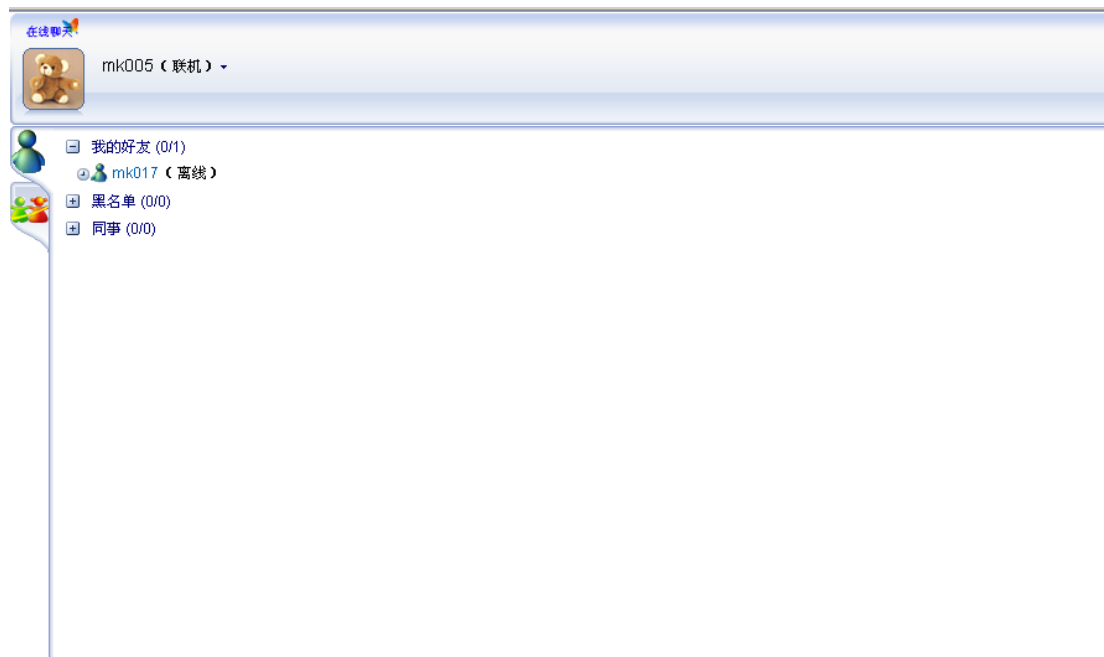 在线聊天
mk005（联机）
我的好友 (0/1)
mk017（离线）
黑名单 (0/0)
同事 (0/0)